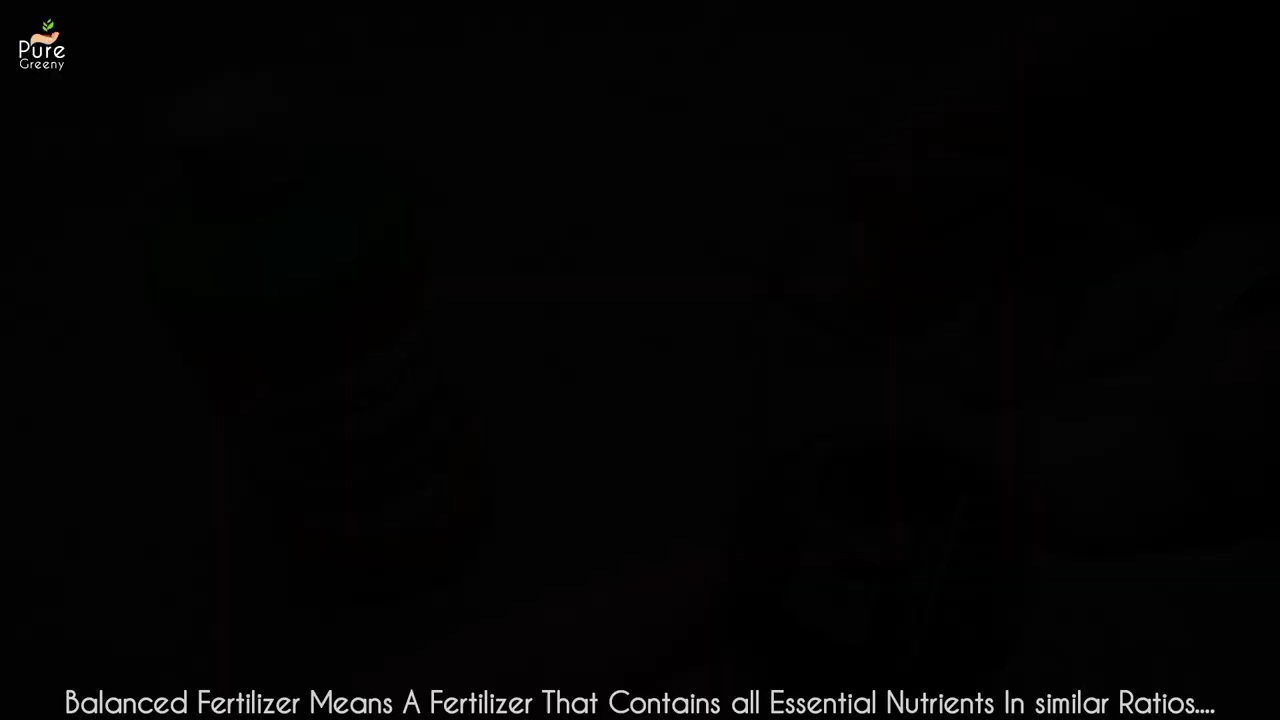 Pure
Greeny
Balanced Fertilizer Means A Fertilizer That Contains all Essential Nutrients In similar Ratios....